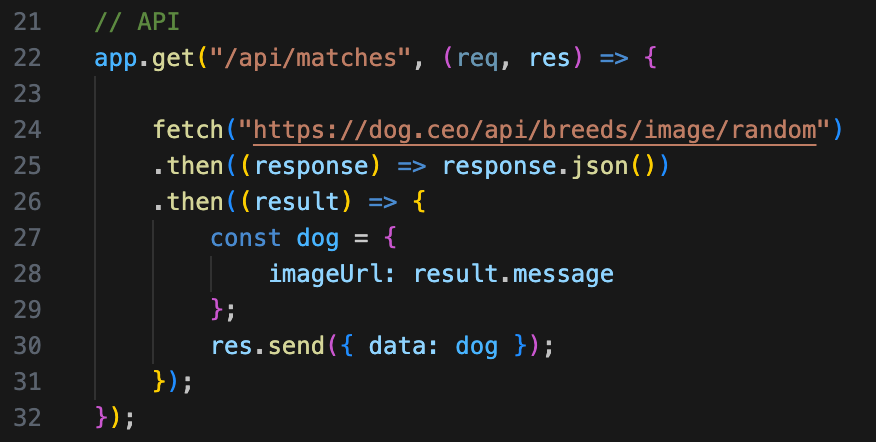 21 // API
22 app.get("/api/matches", (req, res) => {
23
24 fetch("https://dog.ceo/api/breeds/image/random")
25 .then((response) => response.json())
26 .then((result) => {
27 const dog = {
28 imageUrl: result.message
29 };
30 res.send({ data: dog });
31 });
32 });